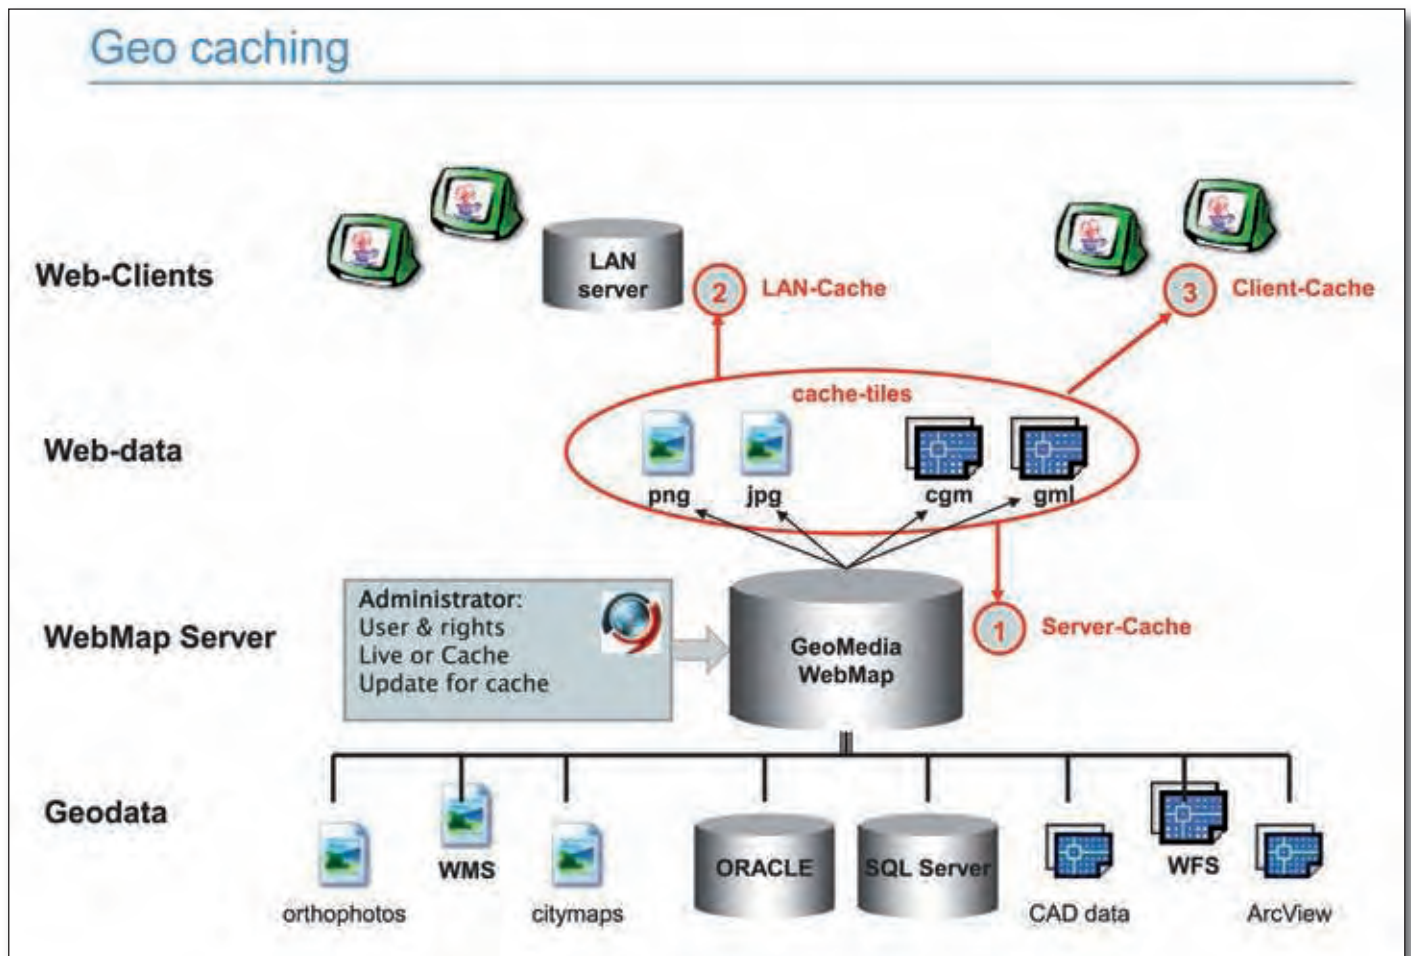 Geo caching
Web-Clients
LAN
server
2 LAN-Cache
3 Client-Cache
cache-tiles
Web-data
png
jpg
cgm
gml
WebMap Server
Administrator:
User & rights
Live or Cache
Update for cache
GeoMedia
WebMap
1 Server-Cache
Geodata
orthophotos
WMS
citymaps
ORACLE
SQL Server
CAD data
WFS
ArcView